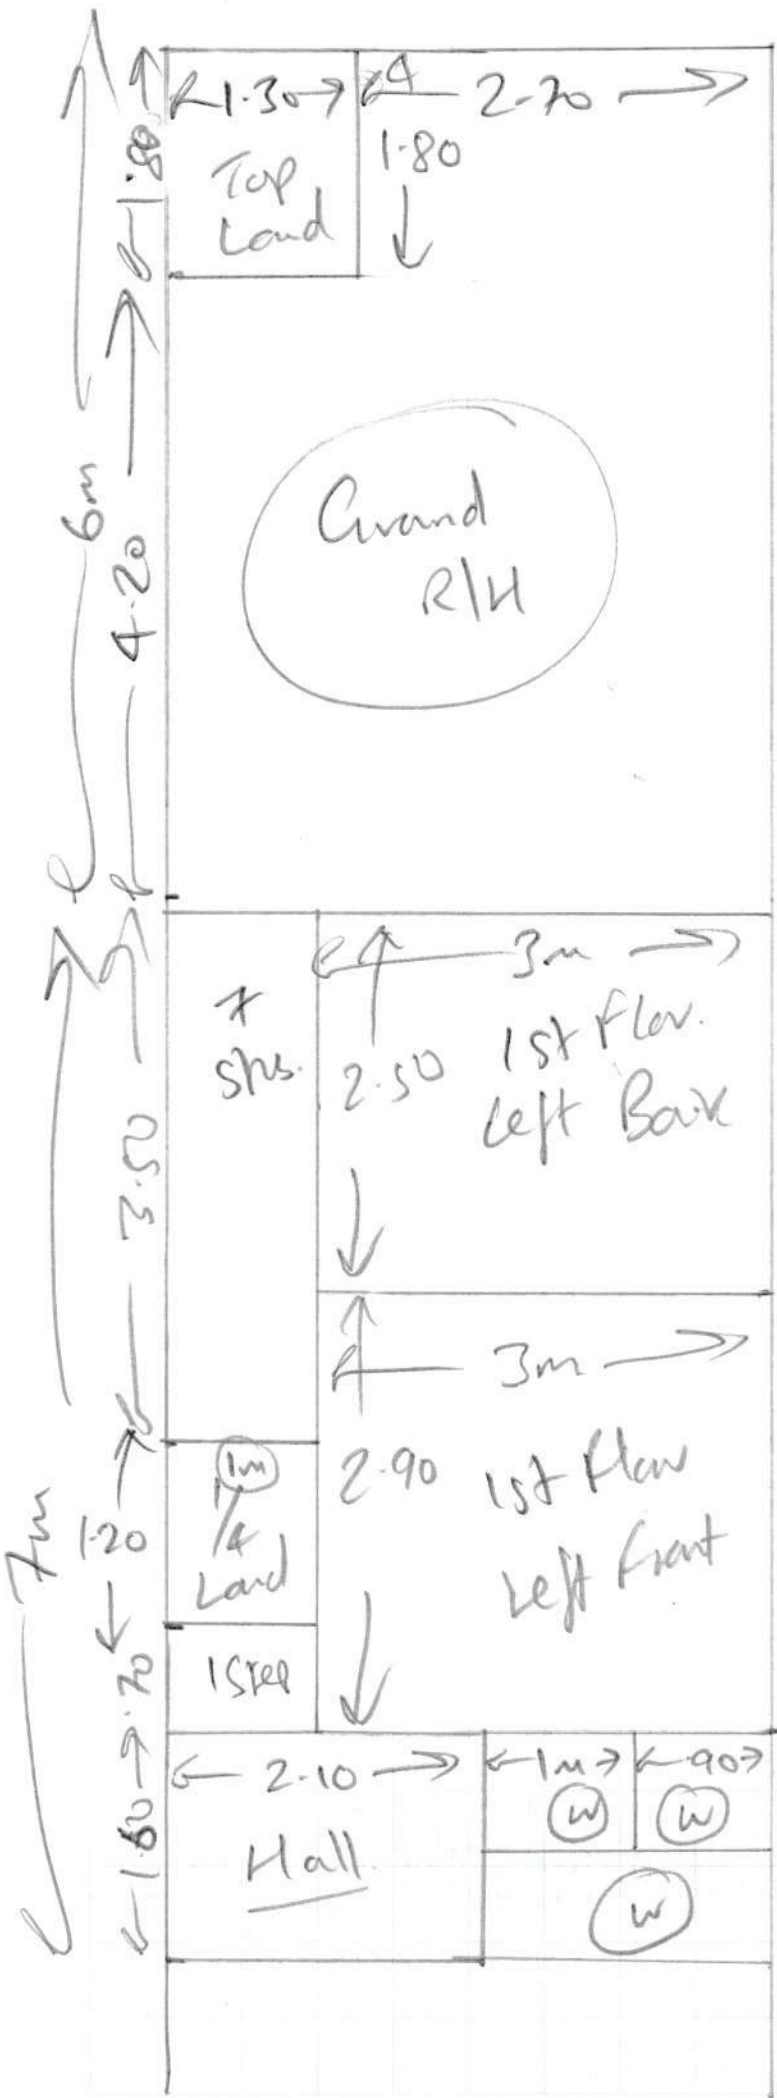 1.30
2.70
1.80
1.80
Top
Land
6m
4.20
Grand
R/H
3m
7
Strs.
2.50
1st Flor.
Left Back
3.50
3m
1m
2.90
1st Flor
1/4
Land
Left Front
7m
1.20
.70
1 Step
2.10
1m
.90
W
W
Hall
W